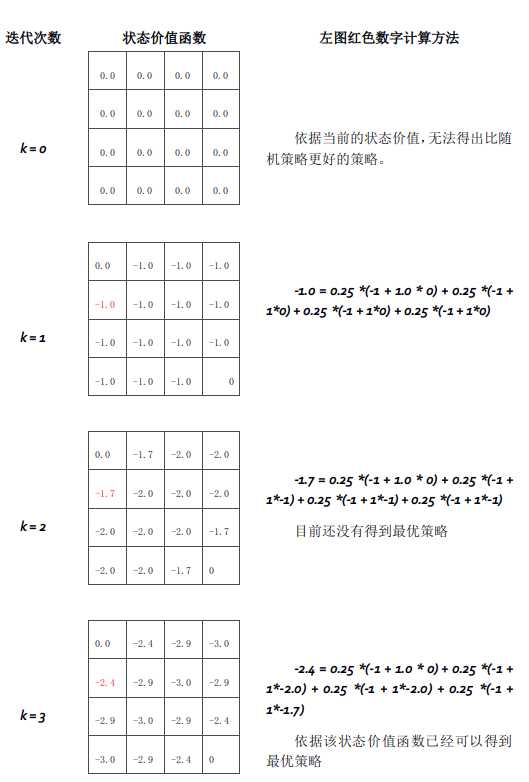 迭代次数 状态价值函数 左图红色数字计算方法
0.0 0.0 0.0 0.0
0.0 0.0 0.0 0.0
k = 0
0.0 0.0 0.0 0.0
0.0 0.0 0.0 0.0
依据当前的状态价值，无法得出比随
机策略更好的策略。
0.0 -1.0 -1.0 -1.0
-1.0 -1.0 -1.0 -1.0
k = 1
-1.0 -1.0 -1.0 -1.0
-1.0 -1.0 -1.0 0
-1.0 = 0.25 *(-1 + 1.0 * 0) + 0.25 *(-1 +
1*0) + 0.25 *(-1 + 1*0) + 0.25 *(-1 + 1*0)
0.0 -1.7 -2.0 -2.0
-1.7 -2.0 -2.0 -2.0
k = 2
-2.0 -2.0 -2.0 -1.7
-2.0 -2.0 -1.7 0
-1.7 = 0.25 *(-1 + 1.0 * 0) + 0.25 *(-1 +
1*-1) + 0.25 *(-1 + 1*-1) + 0.25 *(-1 + 1*-1)
目前还没有得到最优策略
0.0 -2.4 -2.9 -3.0
-2.4 -2.9 -3.0 -2.9
k = 3
-2.9 -3.0 -2.9 -2.4
-3.0 -2.9 -2.4 0
-2.4 = 0.25 *(-1 + 1.0 * 0) + 0.25 *(-1 +
1*-2.0) + 0.25 *(-1 + 1*-2.0) + 0.25 *(-1 +
1*-1.7)
依据该状态价值函数已经可以得到
最优策略